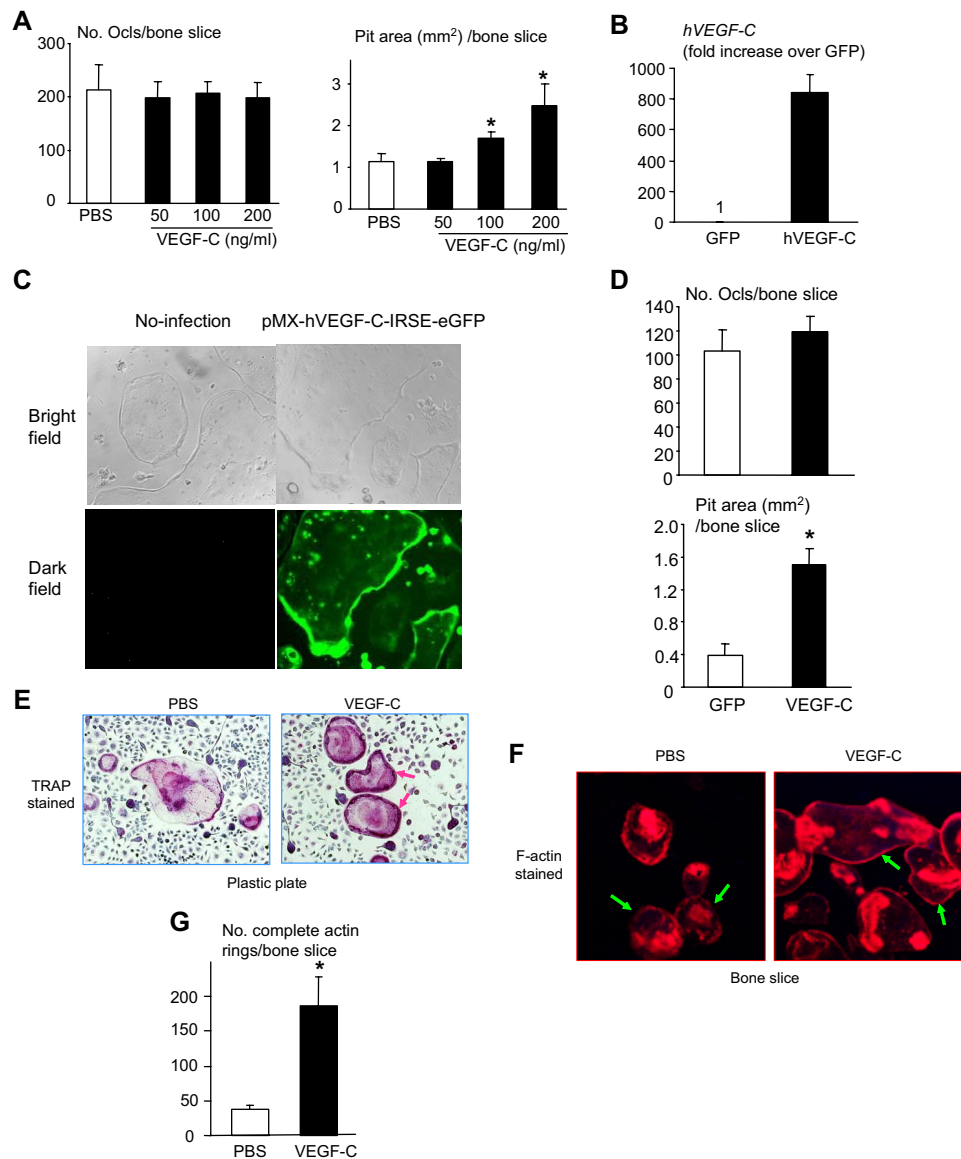 A
No. Ocls/bone slice
300
200
100
0
PBS
50 100 200
VEGF-C (ng/ml)
Pit area (mm²) /bone slice
3
2
1
0
*
*
PBS
50 100 200
VEGF-C (ng/ml)
B
hVEGF-C
(fold increase over GFP)
1000
800
600
400
200
0
1
GFP hVEGF-C
C
No-infection pMX-hVEGF-C-IRSE-eGFP
Bright
field
Dark
field
D
No. Ocls/bone slice
140
120
100
80
60
40
20
0
Pit area (mm²)
/bone slice
2.0
1.6
1.2
0.8
0.4
0
*
GFP VEGF-C
E
PBS VEGF-C
TRAP
stained
Plastic plate
F
PBS VEGF-C
F-actin
stained
Bone slice
G
No. complete actin
rings/bone slice
*
200
150
100
50
0
PBS VEGF-C